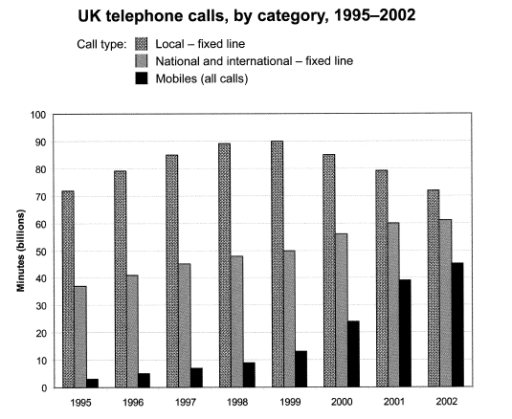 UK telephone calls, by category, 1995–2002
Call type:
Local – fixed line
National and international – fixed line
Mobiles (all calls)
Minutes (billions)
100
90
80
70
60
50
40
30
20
10
0
1995 1996 1997 1998 1999 2000 2001 2002